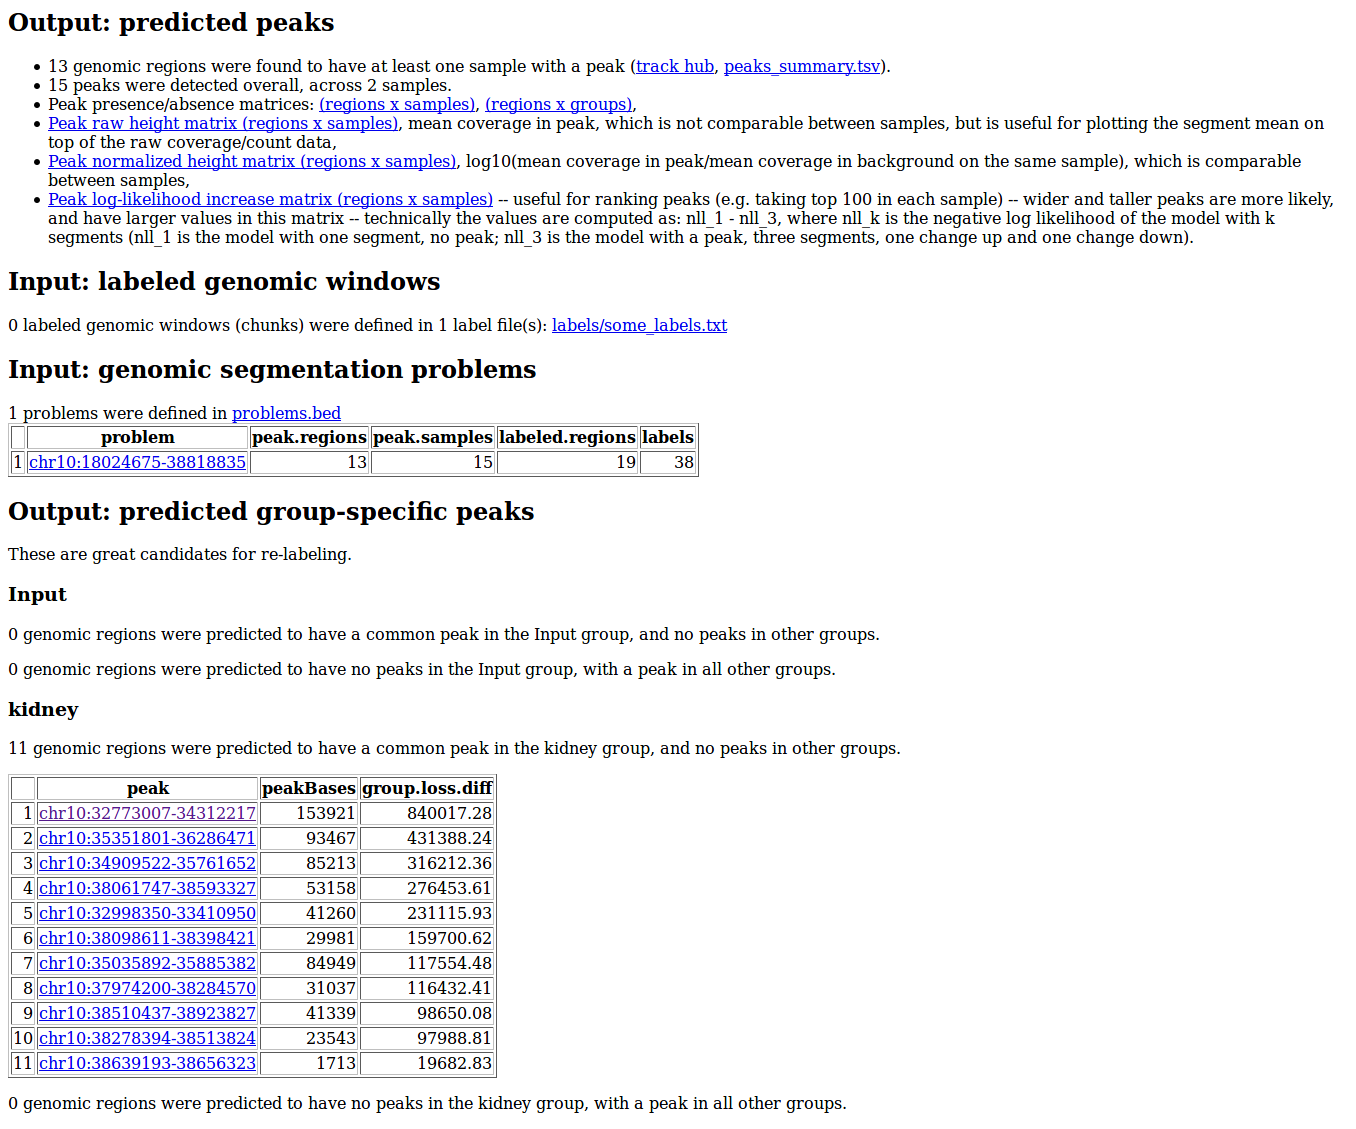 Output: predicted peaks
• 13 genomic regions were found to have at least one sample with a peak (track hub, peaks_summary.tsv).
• 15 peaks were detected overall, across 2 samples.
• Peak presence/absence matrices: (regions x samples), (regions x groups),
• Peak raw height matrix (regions x samples), mean coverage in peak, which is not comparable between samples, but is useful for plotting the segment mean on
top of the raw coverage/count data,
• Peak normalized height matrix (regions x samples), log10(mean coverage in peak/mean coverage in background on the same sample), which is comparable
between samples,
• Peak log-likelihood increase matrix (regions x samples) -- useful for ranking peaks (e.g. taking top 100 in each sample) -- wider and taller peaks are more likely,
and have larger values in this matrix -- technically the values are computed as: nll_1 - nll_3, where nll_k is the negative log likelihood of the model with k
segments (nll_1 is the model with one segment, no peak; nll_3 is the model with a peak, three segments, one change up and one change down).
Input: labeled genomic windows
0 labeled genomic windows (chunks) were defined in 1 label file(s): labels/some_labels.txt
Input: genomic segmentation problems
1 problems were defined in problems.bed
problem peak.regions peak.samples labeled.regions labels
1 chr10:18024675-38818835 13 15 19 38
Output: predicted group-specific peaks
These are great candidates for re-labeling.
Input
0 genomic regions were predicted to have a common peak in the Input group, and no peaks in other groups.
0 genomic regions were predicted to have no peaks in the Input group, with a peak in all other groups.
kidney
11 genomic regions were predicted to have a common peak in the kidney group, and no peaks in other groups.
peak peakBases group.loss.diff
1 chr10:32773007-34312217 153921 840017.28
2 chr10:35351801-36286471 93467 431388.24
3 chr10:34909522-35761652 85213 316212.36
4 chr10:38061747-38593327 53158 276453.61
5 chr10:32998350-33410950 41260 231115.93
6 chr10:38098611-38398421 29981 159700.62
7 chr10:35035892-35885382 84949 117554.48
8 chr10:37974200-38284570 31037 116432.41
9 chr10:38510437-38923827 41339 98650.08
10 chr10:38278394-38513824 23543 97988.81
11 chr10:38639193-38656323 1713 19682.83
0 genomic regions were predicted to have no peaks in the kidney group, with a peak in all other groups.